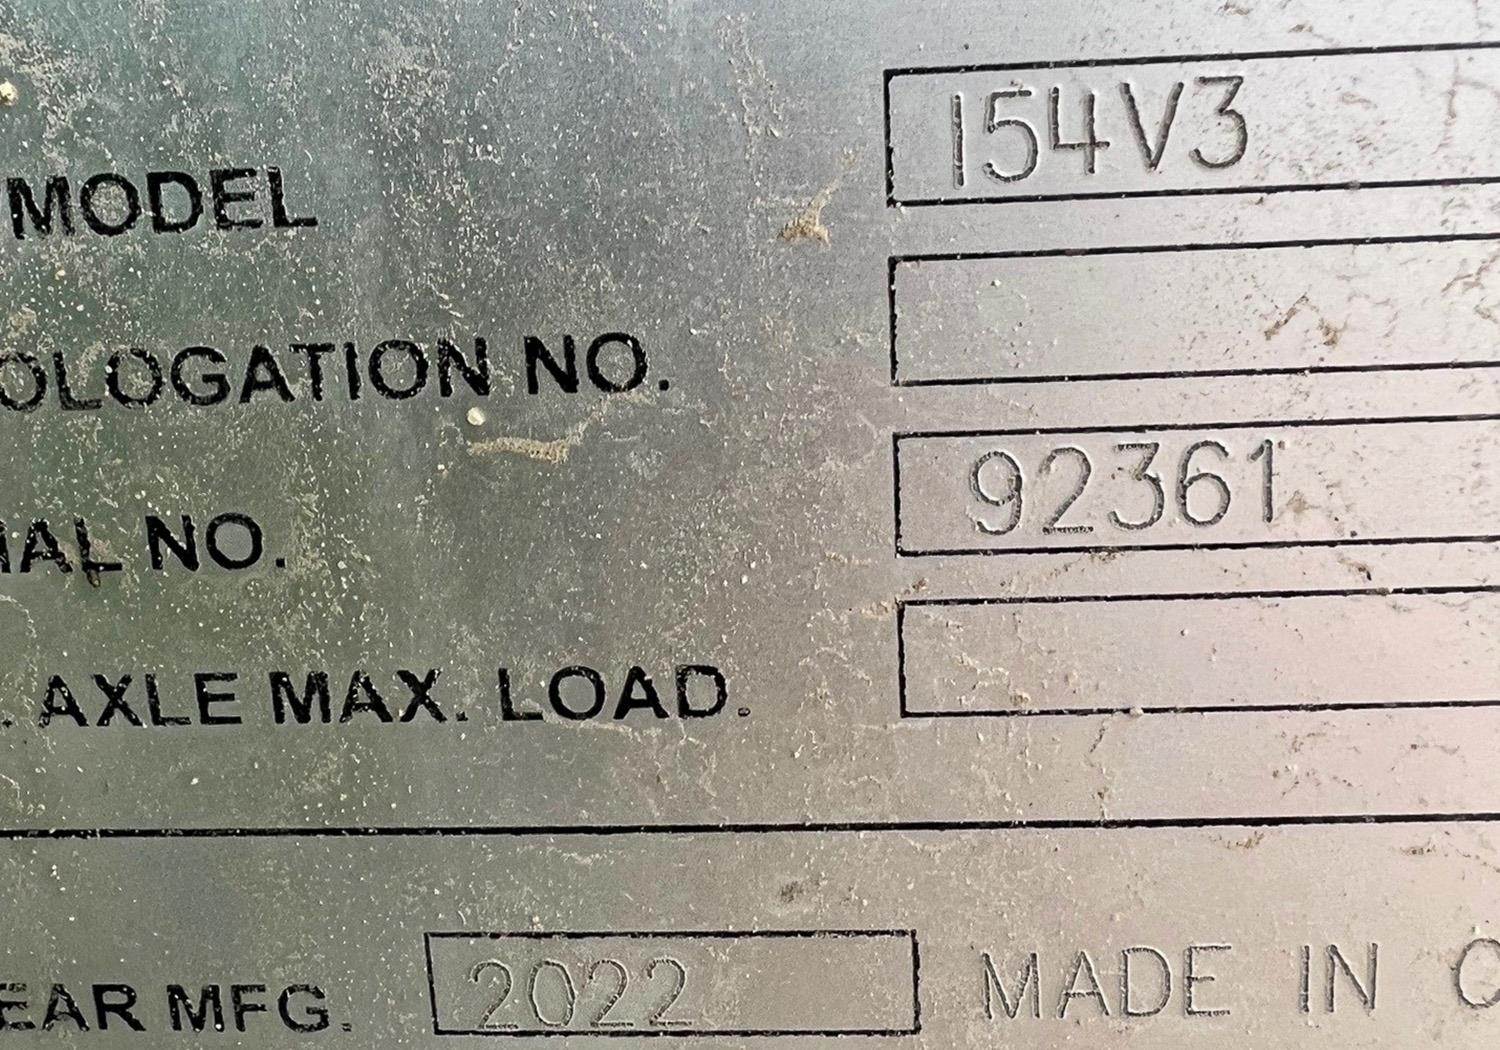 MODEL 154V3
OLOGATION NO.
IAL NO. 92361
. AXLE MAX. LOAD.
EAR MFG. 2022 MADE IN C